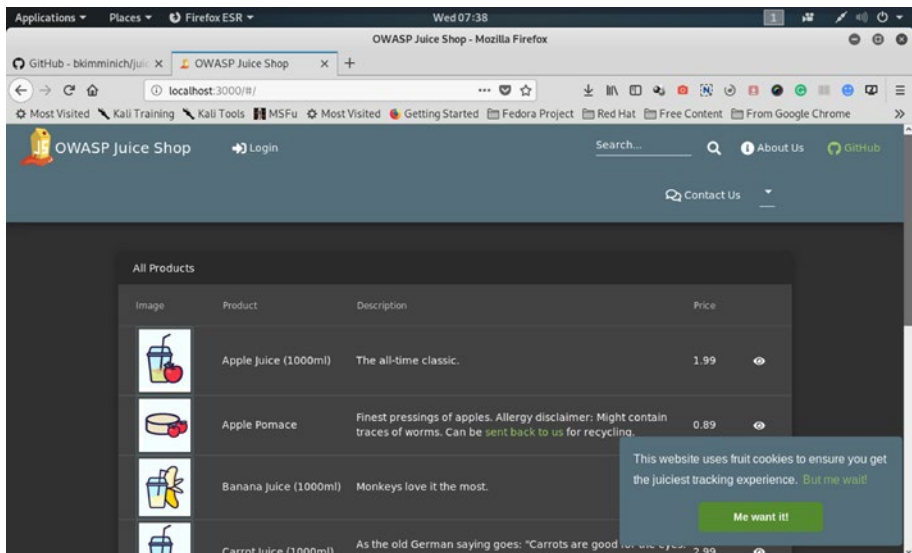 Applications Places Firefox ESR Wed 07:38 1
OWASP Juice Shop - Mozilla Firefox
GitHub - bkimminich/juic OWASP Juice Shop
localhost:3000/#/
Most Visited Kali Training Kali Tools MSFu Most Visited Getting Started Fedora Project Red Hat Free Content From Google Chrome
OWASP Juice Shop Login Search... About Us GitHub
Contact Us
All Products
Image Product Description Price
Apple Juice (1000ml) The all-time classic. 1.99
Apple Pomace Finest pressings of apples. Allergy disclaimer: Might contain
traces of worms. Can be sent back to us for recycling. 0.89
Banana Juice (1000ml) Monkeys love it the most.
Carrot Juice (1000ml) As the old German saying goes: "Carrots are good for the eyes. 2.99
This website uses fruit cookies to ensure you get
the juiciest tracking experience. But me wait!
Me want it!